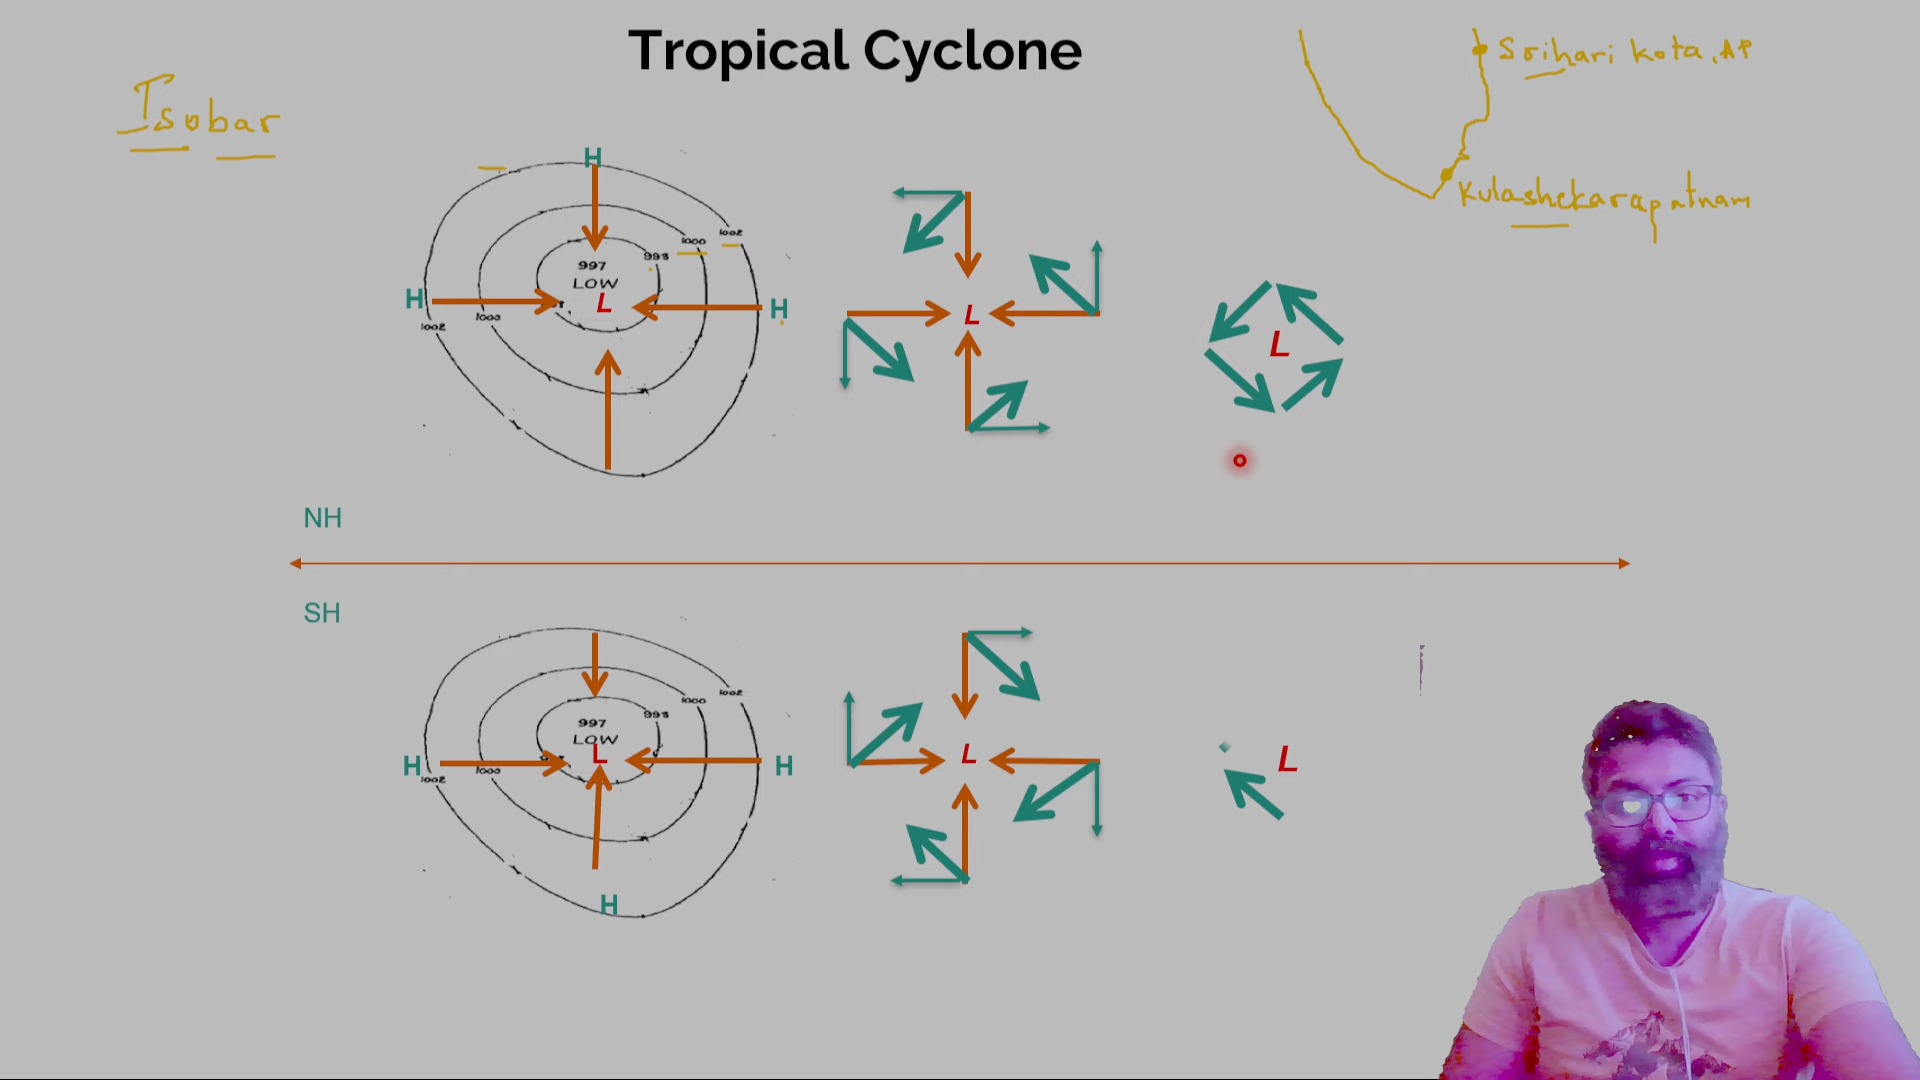 Tropical Cyclone
Isobar
Srihari kota, AP
Kulashekarapatnam
H
1002
1000
998
997
LOW
L
H
H
1002
1000
L
L
NH
SH
1002
1000
998
997
LOW
L
H
H
1002
1000
H
L
L